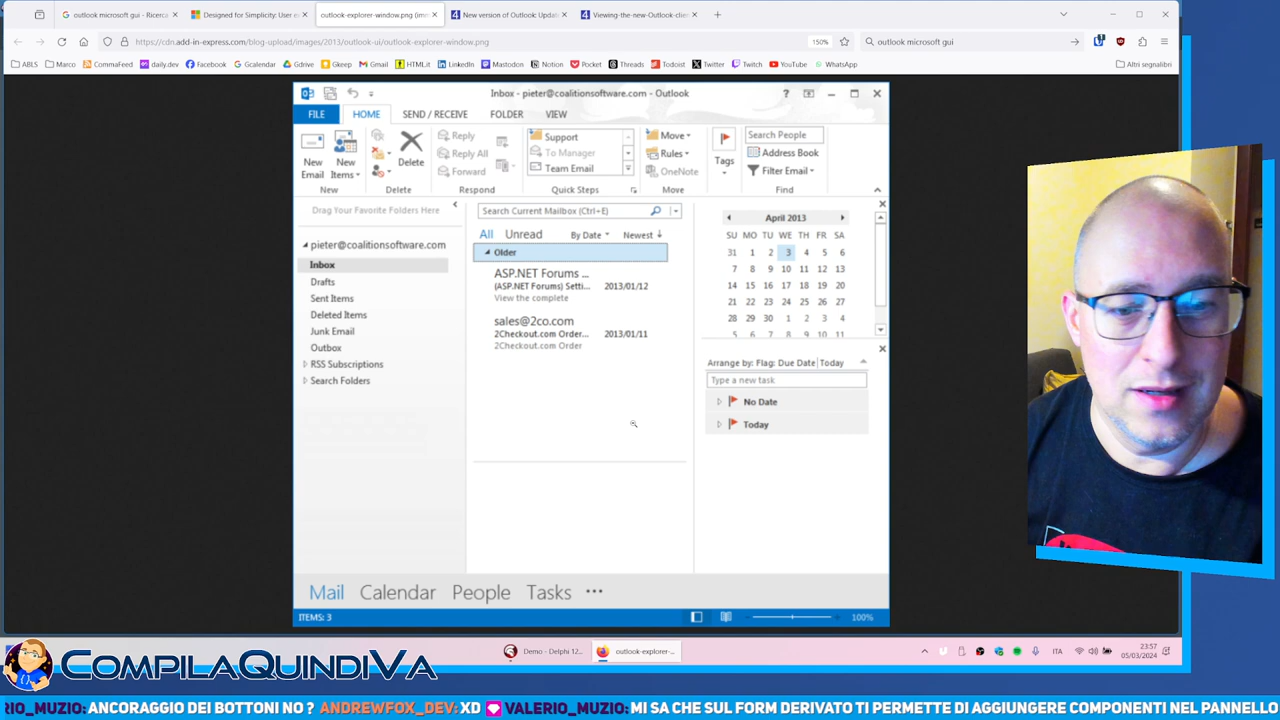 outlook microsoft gui - Ricerca
Designed for Simplicity: User e
outlook-explorer-window.png (im
New version of Outlook: Update
Viewing-the-new-Outlook-clien
https://cdn.add-in-express.com/blog-upload/images/2013/outlook-ui/outlook-explorer-window.png
150%
outlook microsoft gui
ABLS
Marco
CommaFeed
daily.dev
Facebook
Gcalendar
Gdrive
Gkeep
Gmail
HTML.it
LinkedIn
Mastodon
Notion
Pocket
Threads
Todoist
Twitter
Twitch
YouTube
WhatsApp
Altri segnalibri
Inbox - pieter@coalitionsoftware.com - Outlook
FILE HOME SEND / RECEIVE FOLDER VIEW
New Email
New Items
New
Delete
Delete
Reply
Reply All
Forward
Respond
Support
To Manager
Team Email
Quick Steps
Move
Rules
OneNote
Move
Tags
Search People
Address Book
Filter Email
Find
Drag Your Favorite Folders Here
pieter@coalitionsoftware.com
Inbox
Drafts
Sent Items
Deleted Items
Junk Email
Outbox
RSS Subscriptions
Search Folders
Search Current Mailbox (Ctrl+E)
All Unread By Date Newest
Older
ASP.NET Forums ...
(ASP.NET Forums) Setti... 2013/01/12
View the complete
sales@2co.com
2Checkout.com Order... 2013/01/11
2Checkout.com Order
April 2013
SU MO TU WE TH FR SA
31 1 2 3 4 5 6
7 8 9 10 11 12 13
14 15 16 17 18 19 20
21 22 23 24 25 26 27
28 29 30 1 2 3 4
5 6 7 8 9 10 11
Arrange by: Flag: Due Date Today
Type a new task
No Date
Today
Mail Calendar People Tasks ...
ITEMS: 3
100%
Demo - Delphi 12...
outlook-explorer-...
ITA
23:57
05/03/2024
COMPILAQUINDIVA
RIO_MUZIO: ANCORAGGIO DEI BOTTONI NO ? ANDREWFOX_DEV: XD VALERIO_MUZIO: MI SA CHE SUL FORM DERIVATO TI PERMETTE DI AGGIUNGERE COMPONENTI NEL PANNELLO